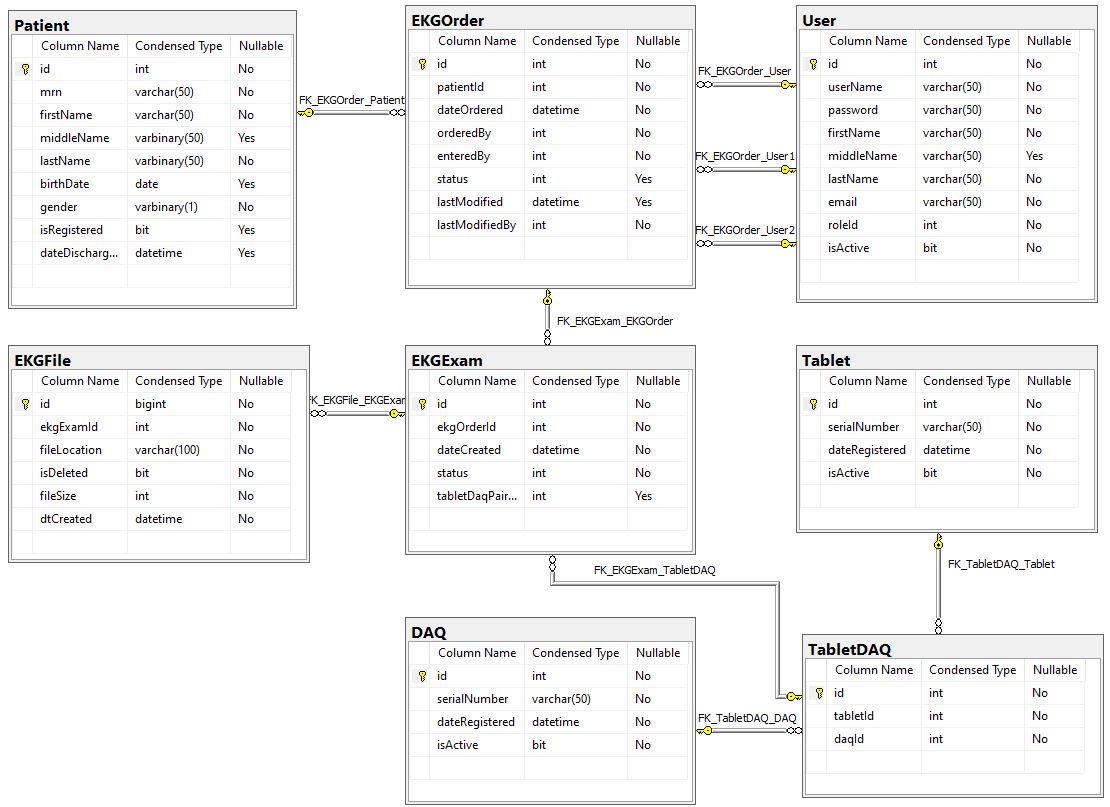 Patient
Column Name Condensed Type Nullable
id int No
mrn varchar(50) No
firstName varchar(50) No
middleName varbinary(50) Yes
lastName varbinary(50) No
birthDate date Yes
gender varbinary(1) No
isRegistered bit Yes
dateDischarg... datetime Yes
FK_EKGOrder_Patient
EKGOrder
Column Name Condensed Type Nullable
id int No
patientId int No
dateOrdered datetime No
orderedBy int No
enteredBy int No
status int Yes
lastModified datetime Yes
lastModifiedBy int No
FK_EKGOrder_User
FK_EKGOrder_User1
FK_EKGOrder_User2
User
Column Name Condensed Type Nullable
id int No
userName varchar(50) No
password varchar(50) No
firstName varchar(50) No
middleName varchar(50) Yes
lastName varchar(50) No
email varchar(50) No
roleId int No
isActive bit No
FK_EKGExam_EKGOrder
EKGFile
Column Name Condensed Type Nullable
id bigint No
ekgExamId int No
fileLocation varchar(100) No
isDeleted bit No
fileSize int No
dtCreated datetime No
FK_EKGFile_EKGExam
EKGExam
Column Name Condensed Type Nullable
id int No
ekgOrderId int No
dateCreated datetime No
status int No
tabletDaqPair... int Yes
Tablet
Column Name Condensed Type Nullable
id int No
serialNumber varchar(50) No
dateRegistered datetime No
isActive bit No
FK_EKGExam_TabletDAQ
FK_TabletDAQ_Tablet
DAQ
Column Name Condensed Type Nullable
id int No
serialNumber varchar(50) No
dateRegistered datetime No
isActive bit No
FK_TabletDAQ_DAQ
TabletDAQ
Column Name Condensed Type Nullable
id int No
tabletId int No
daqId int No